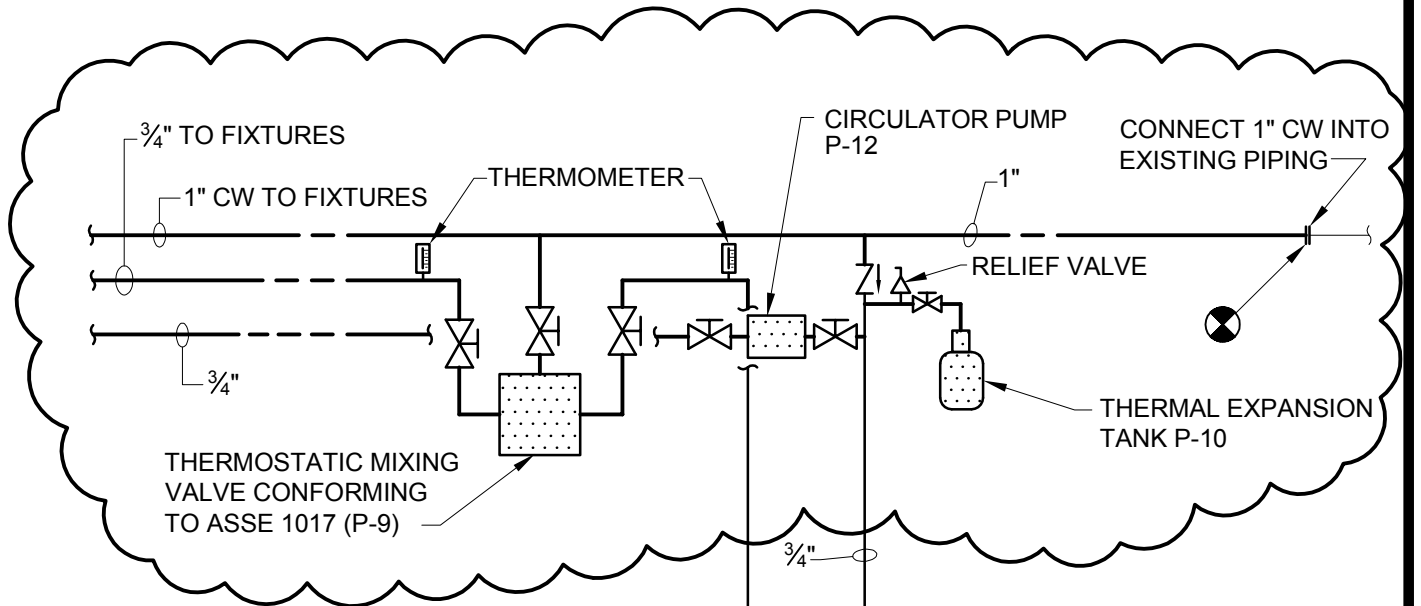 ¾" TO FIXTURES
1" CW TO FIXTURES
THERMOMETER
CIRCULATOR PUMP
P-12
1"
CONNECT 1" CW INTO
EXISTING PIPING
RELIEF VALVE
¾"
THERMAL EXPANSION
TANK P-10
THERMOSTATIC MIXING
VALVE CONFORMING
TO ASSE 1017 (P-9)
¾"